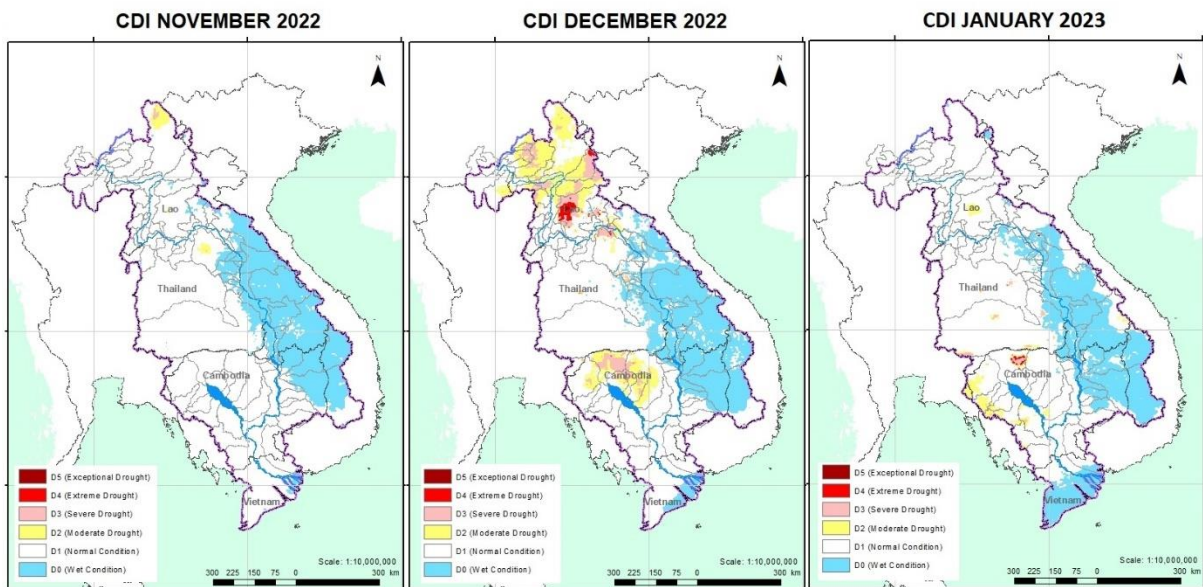 CDI NOVEMBER 2022
N
Lao
Thailand
Cambodia
Vietnam
D5 (Exceptional Drought)
D4 (Extreme Drought)
D3 (Severe Drought)
D2 (Moderate Drought)
D1 (Normal Condition)
D0 (Wet Condition)
Scale: 1:10,000,000
300 225 150 75 0 300 km
CDI DECEMBER 2022
N
Thailand
Cambodia
Vietnam
D5 (Exceptional Drought)
D4 (Extreme Drought)
D3 (Severe Drought)
D2 (Moderate Drought)
D1 (Normal Condition)
D0 (Wet Condition)
Scale: 1:10,000,000
300 225 150 75 0 300 km
CDI JANUARY 2023
N
Lao
Thailand
Cambodia
Vietnam
D5 (Exceptional Drought)
D4 (Extreme Drought)
D3 (Severe Drought)
D2 (Moderate Drought)
D1 (Normal Condition)
D0 (Wet Condition)
Scale: 1:10,000,000
300 225 150 75 0 300 km